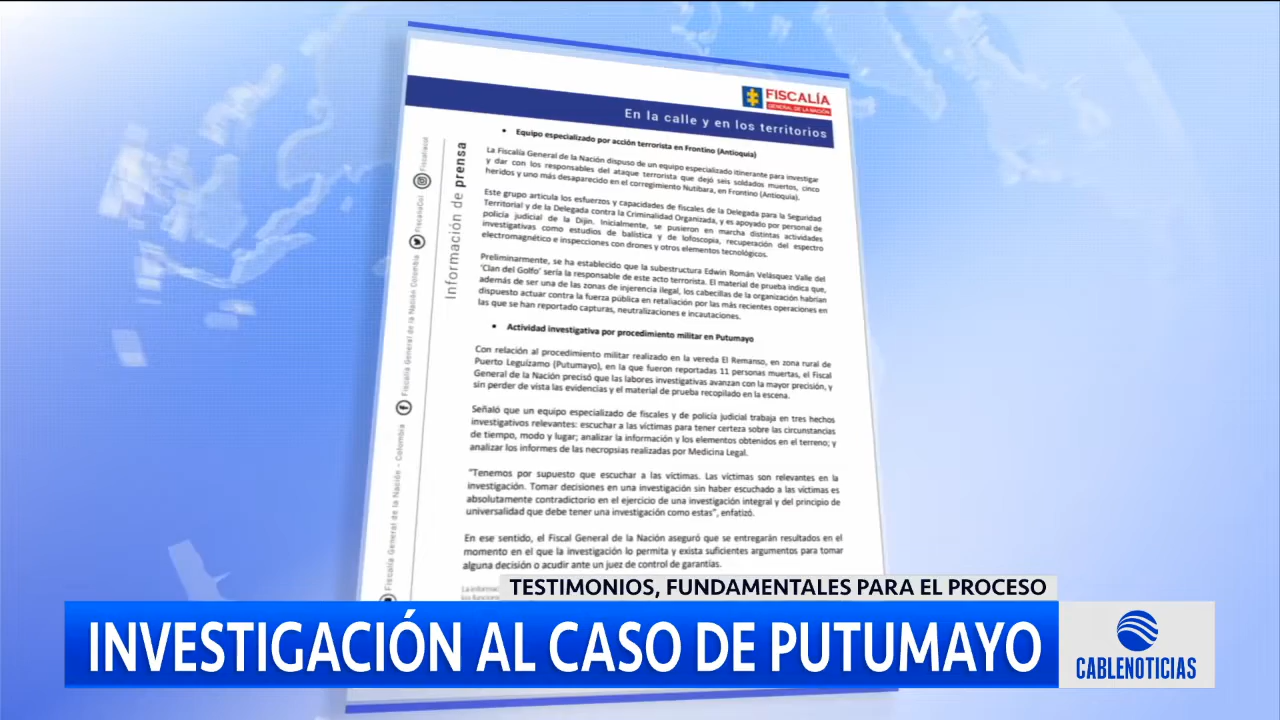 FISCALÍA
GENERAL DE LA NACIÓN
En la calle y en los territorios
Información de prensa
Fiscalía General de la Nación - Colombia
Fiscalía General de la Nación Colombia
FiscaliaCol
fiscaliacol
• Equipo especializado por acción terrorista en Frontino (Antioquia)
La Fiscalía General de la Nación dispuso de un equipo especializado itinerante para investigar
y dar con los responsables del ataque terrorista que dejó seis soldados muertos, cinco
heridos y uno más desaparecido en el corregimiento Nutibara, en Frontino (Antioquia).
Este grupo articula los esfuerzos y capacidades de fiscales de la Delegada para la Seguridad
Territorial y de la Delegada contra la Criminalidad Organizada, y es apoyado por personal de
policía judicial de la Dijin. Inicialmente, se pusieron en marcha distintas actividades
investigativas como estudios de balística y de lofoscopia, recuperación del espectro
electromagnético e inspecciones con drones y otros elementos tecnológicos.
Preliminarmente, se ha establecido que la subestructura Edwin Román Velásquez Valle del
‘Clan del Golfo’ sería la responsable de este acto terrorista. El material de prueba indica que,
además de ser una de las zonas de injerencia ilegal, los cabecillas de la organización habrían
dispuesto actuar contra la fuerza pública en retaliación por las más recientes operaciones en
las que se han reportado capturas, neutralizaciones e incautaciones.
• Actividad investigativa por procedimiento militar en Putumayo
Con relación al procedimiento militar realizado en la vereda El Remanso, en zona rural de
Puerto Leguízamo (Putumayo), en la que fueron reportadas 11 personas muertas, el Fiscal
General de la Nación precisó que las labores investigativas avanzan con la mayor precisión, y
sin perder de vista las evidencias y el material de prueba recopilado en la escena.
Señaló que un equipo especializado de fiscales y de policía judicial trabaja en tres hechos
investigativos relevantes: escuchar a las víctimas para tener certeza sobre las circunstancias
de tiempo, modo y lugar; analizar la información y los elementos obtenidos en el terreno; y
analizar los informes de las necropsias realizadas por Medicina Legal.
“Tenemos por supuesto que escuchar a las víctimas. Las víctimas son relevantes en la
investigación. Tomar decisiones en una investigación sin haber escuchado a las víctimas es
absolutamente contradictorio en el ejercicio de una investigación integral y del principio de
universalidad que debe tener una investigación como estas”, enfatizó.
En ese sentido, el Fiscal General de la Nación aseguró que se entregarán resultados en el
momento en el que la investigación lo permita y exista suficientes argumentos para tomar
alguna decisión o acudir ante un juez de control de garantías.
TESTIMONIOS, FUNDAMENTALES PARA EL PROCESO
INVESTIGACIÓN AL CASO DE PUTUMAYO
CABLENOTICIAS